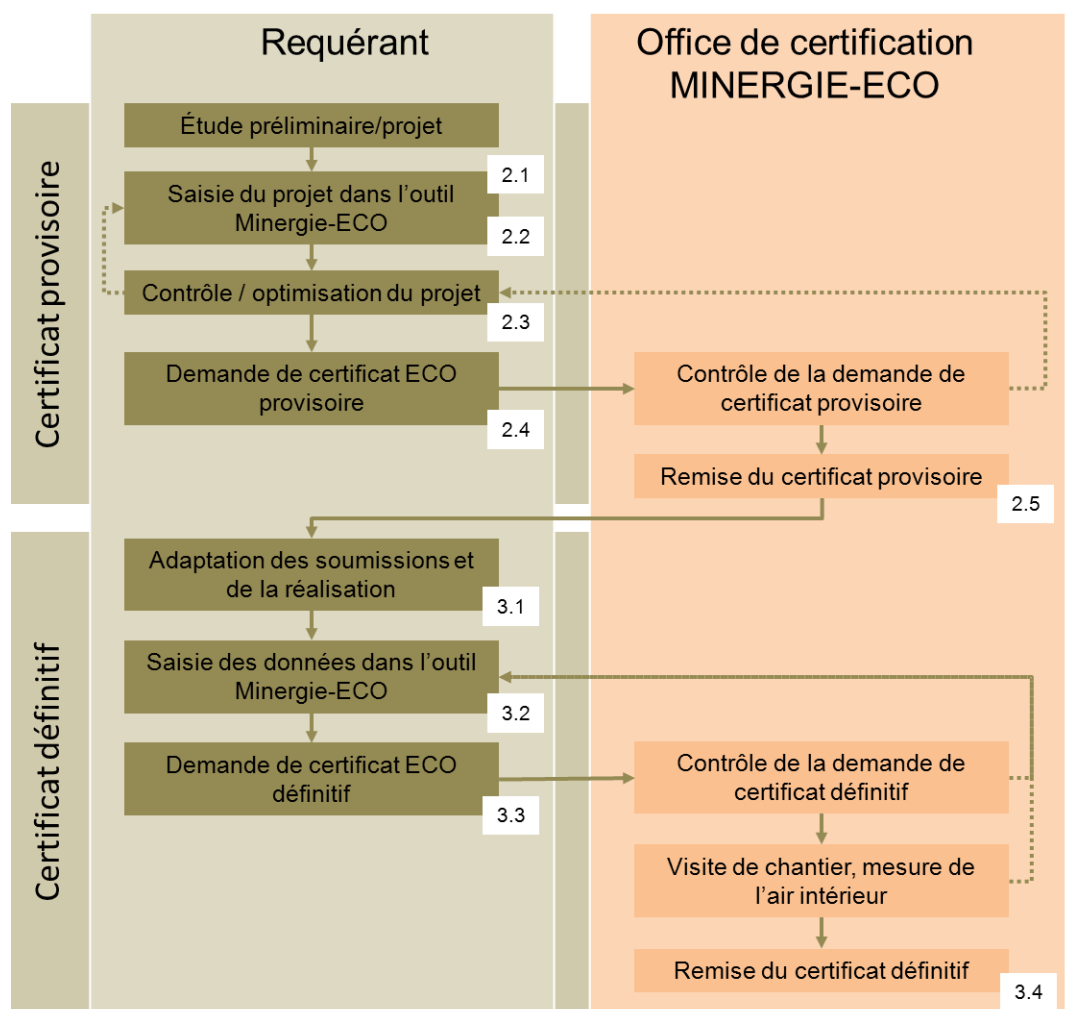 Requérant
Office de certification
MINERGIE-ECO
Certificat provisoire
Étude préliminaire/projet
2.1
Saisie du projet dans l’outil
Minergie-ECO
2.2
Contrôle / optimisation du projet
2.3
Demande de certificat ECO
provisoire
2.4
Contrôle de la demande de
certificat provisoire
Remise du certificat provisoire
2.5
Certificat définitif
Adaptation des soumissions et
de la réalisation
3.1
Saisie des données dans l’outil
Minergie-ECO
3.2
Demande de certificat ECO
définitif
3.3
Contrôle de la demande de
certificat définitif
Visite de chantier, mesure de
l’air intérieur
Remise du certificat définitif
3.4